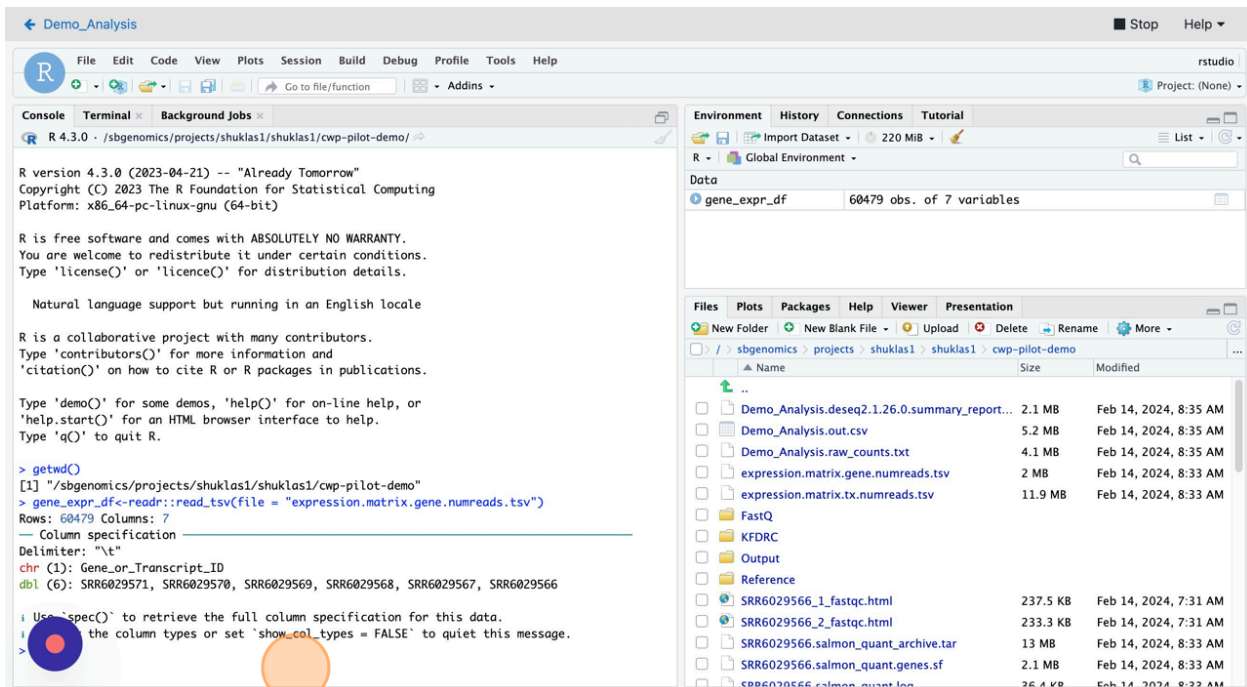 Demo_Analysis
Stop Help
File Edit Code View Plots Session Build Debug Profile Tools Help
rstudio
R
Go to file/function Addins
Project: (None)
Console Terminal Background Jobs
R 4.3.0 · /sbgenomics/projects/shuklas1/shuklas1/cwp-pilot-demo/
R version 4.3.0 (2023-04-21) -- "Already Tomorrow"
Copyright (C) 2023 The R Foundation for Statistical Computing
Platform: x86_64-pc-linux-gnu (64-bit)
R is free software and comes with ABSOLUTELY NO WARRANTY.
You are welcome to redistribute it under certain conditions.
Type 'license()' or 'licence()' for distribution details.
Natural language support but running in an English locale
R is a collaborative project with many contributors.
Type 'contributors()' for more information and
'citation()' on how to cite R or R packages in publications.
Type 'demo()' for some demos, 'help()' for on-line help, or
'help.start()' for an HTML browser interface to help.
Type 'q()' to quit R.
> getwd()
[1] "/sbgenomics/projects/shuklas1/shuklas1/cwp-pilot-demo"
> gene_expr_df<-readr::read_tsv(file = "expression.matrix.gene.numreads.tsv")
Rows: 60479 Columns: 7
── Column specification ──
Delimiter: "\t"
chr (1): Gene_or_Transcript_ID
dbl (6): SRR6029571, SRR6029570, SRR6029569, SRR6029568, SRR6029567, SRR6029566
ℹ Use `spec()` to retrieve the full column specification for this data.
ℹ the column types or set `show_col_types = FALSE` to quiet this message.
>
Environment History Connections Tutorial
Import Dataset 220 MiB List
R Global Environment
Data
gene_expr_df 60479 obs. of 7 variables
Files Plots Packages Help Viewer Presentation
New Folder New Blank File Upload Delete Rename More
/ > sbgenomics > projects > shuklas1 > shuklas1 > cwp-pilot-demo ...
Name Size Modified
..
Demo_Analysis.deseq2.1.26.0.summary_report... 2.1 MB Feb 14, 2024, 8:35 AM
Demo_Analysis.out.csv 5.2 MB Feb 14, 2024, 8:35 AM
Demo_Analysis.raw_counts.txt 4.1 MB Feb 14, 2024, 8:35 AM
expression.matrix.gene.numreads.tsv 2 MB Feb 14, 2024, 8:33 AM
expression.matrix.tx.numreads.tsv 11.9 MB Feb 14, 2024, 8:33 AM
FastQ
KFDRC
Output
Reference
SRR6029566_1_fastqc.html 237.5 KB Feb 14, 2024, 7:31 AM
SRR6029566_2_fastqc.html 233.3 KB Feb 14, 2024, 7:31 AM
SRR6029566.salmon_quant_archive.tar 13 MB Feb 14, 2024, 8:33 AM
SRR6029566.salmon_quant.genes.sf 2.1 MB Feb 14, 2024, 8:33 AM
SRR6029566.salmon_quant.log 36.4 KB Feb 14, 2024, 8:33 AM